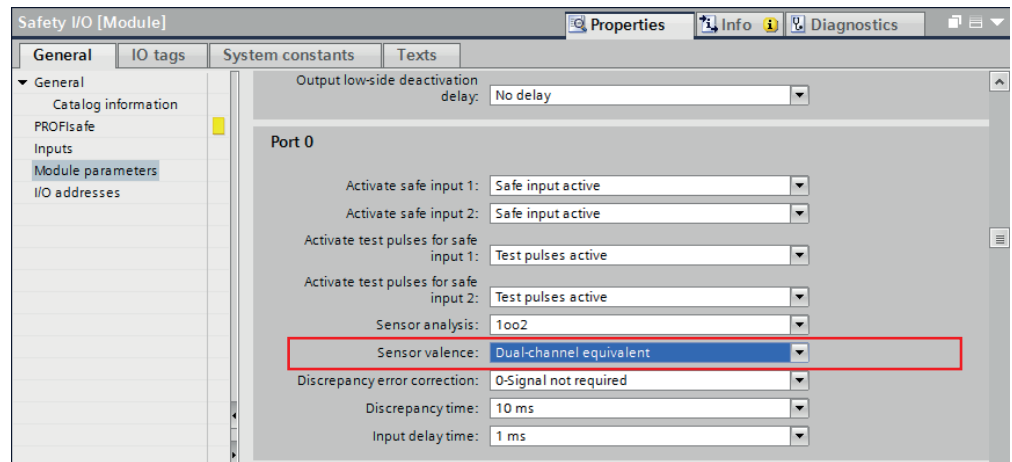 Safety I/O [Module]
Properties
Info
Diagnostics
General
IO tags
System constants
Texts
General
Catalog information
PROFIsafe
Inputs
Module parameters
I/O addresses
Output low-side deactivation
delay: No delay
Port 0
Activate safe input 1: Safe input active
Activate safe input 2: Safe input active
Activate test pulses for safe
input 1: Test pulses active
Activate test pulses for safe
input 2: Test pulses active
Sensor analysis: 1oo2
Sensor valence: Dual-channel equivalent
Discrepancy error correction: 0-Signal not required
Discrepancy time: 10 ms
Input delay time: 1 ms